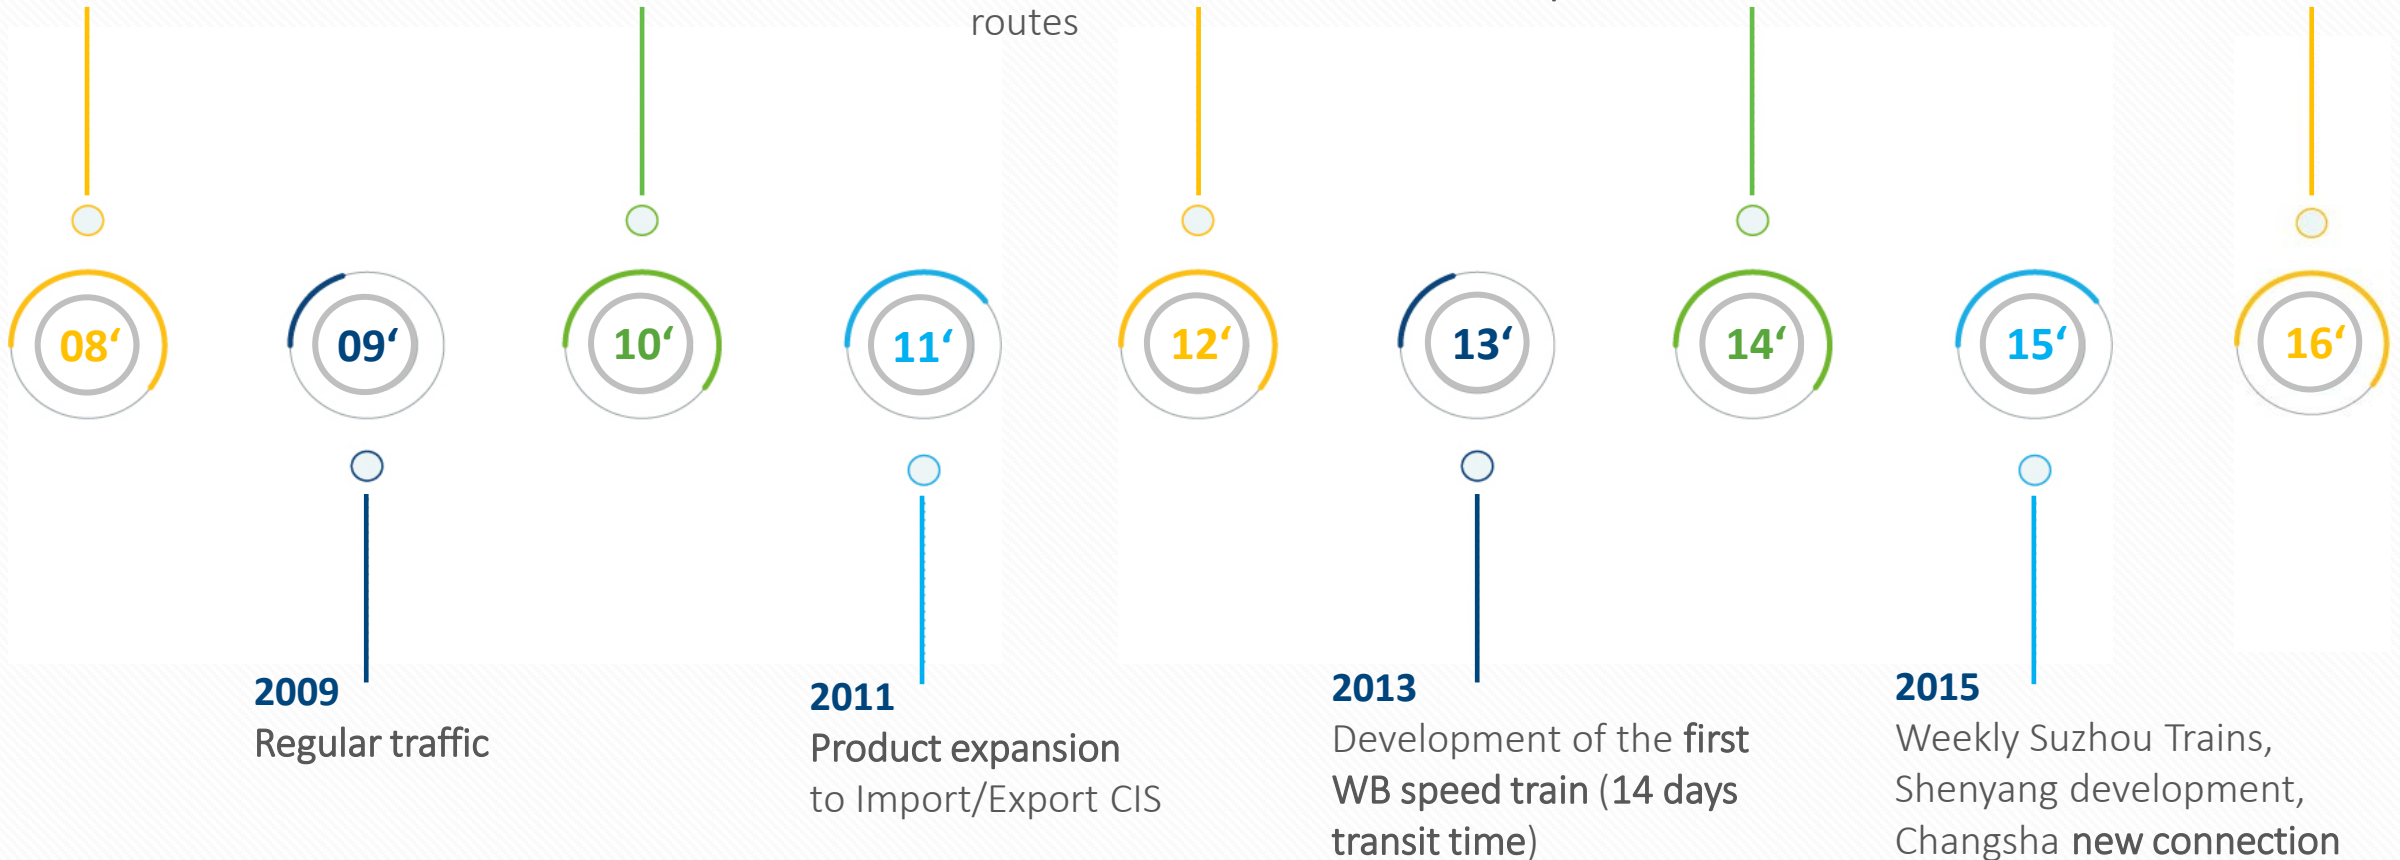 routes
08‘
09‘
10‘
11‘
12‘
13‘
14‘
15‘
16‘
2009
Regular traffic
2011
Product expansion
to Import/Export CIS
2013
Development of the first
WB speed train (14 days
transit time)
2015
Weekly Suzhou Trains,
Shenyang development,
Changsha new connection